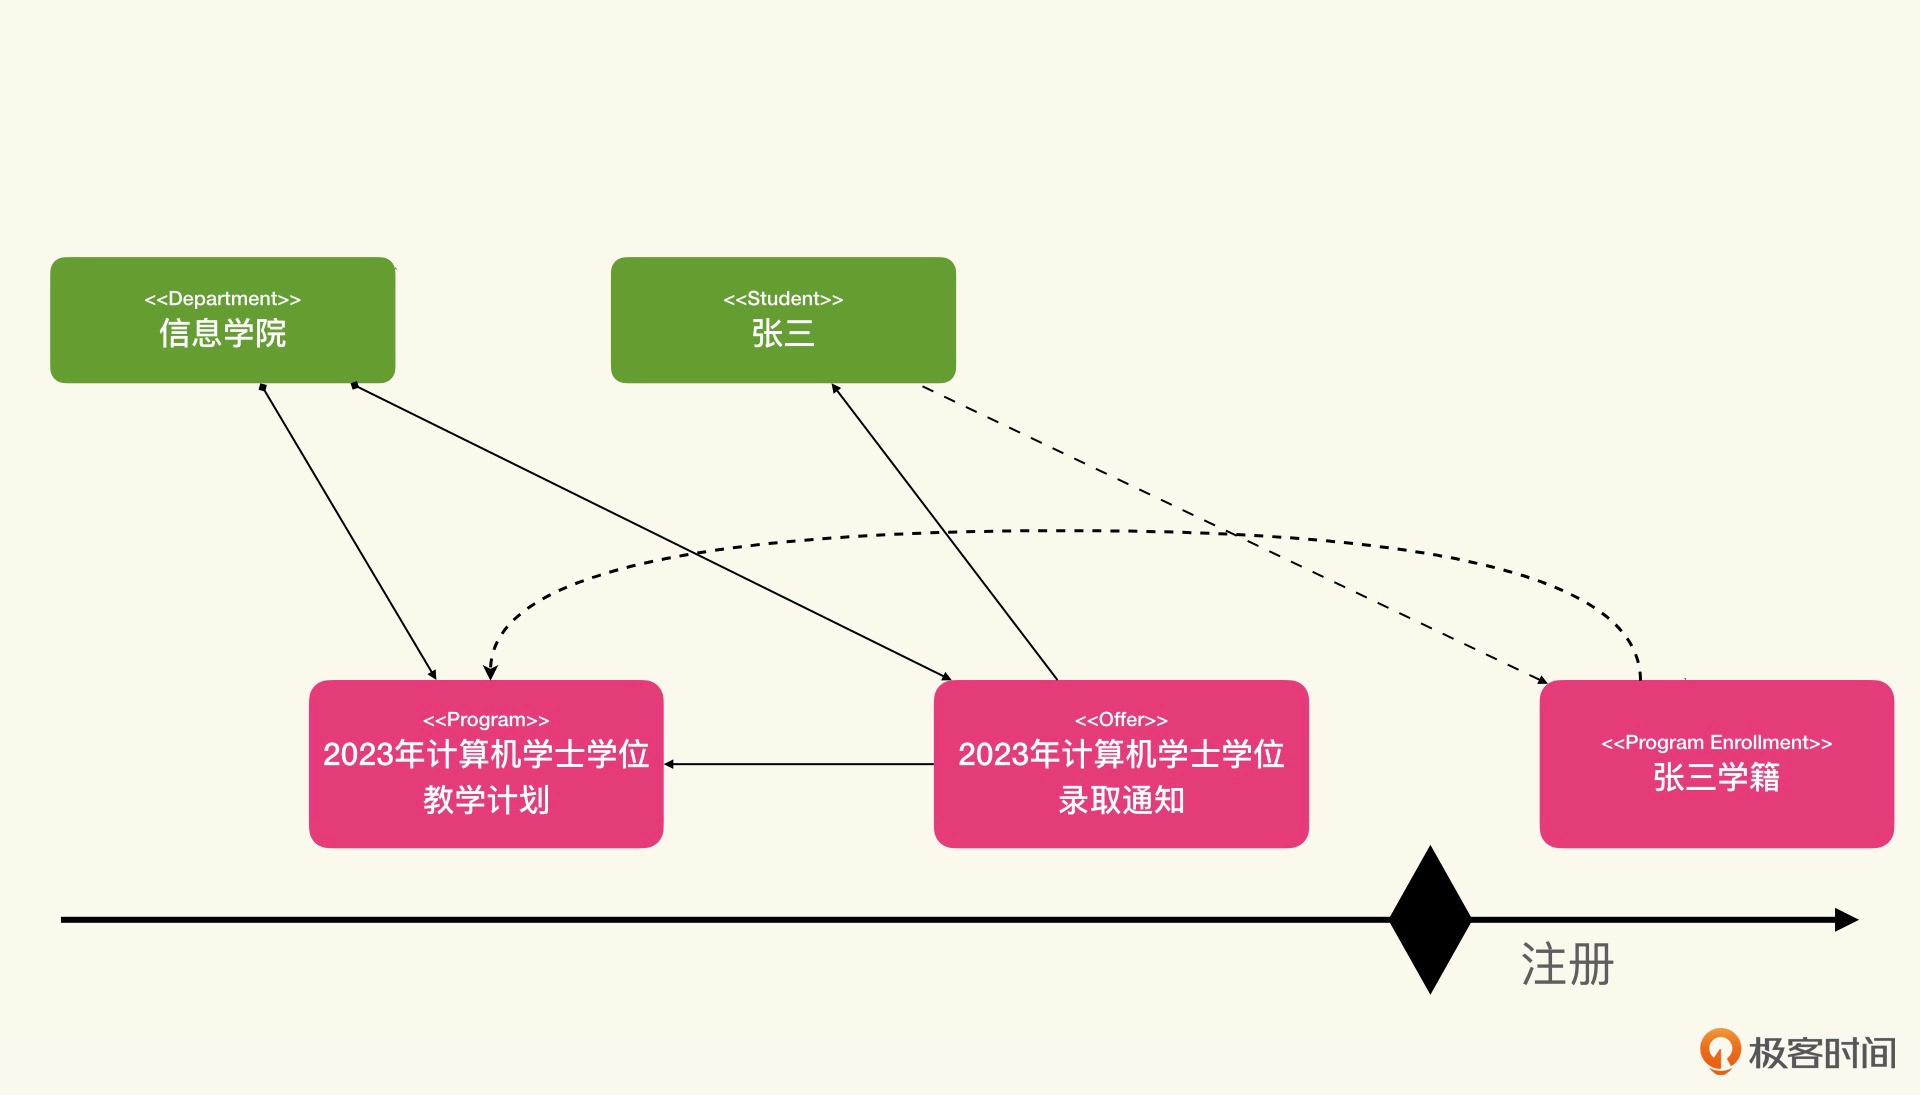 <<Department>>
信息学院
<<Student>>
张三
<<Program>>
2023年计算机学士学位
教学计划
<<Offer>>
2023年计算机学士学位
录取通知
<<Program Enrollment>>
张三学籍
注册
极客时间